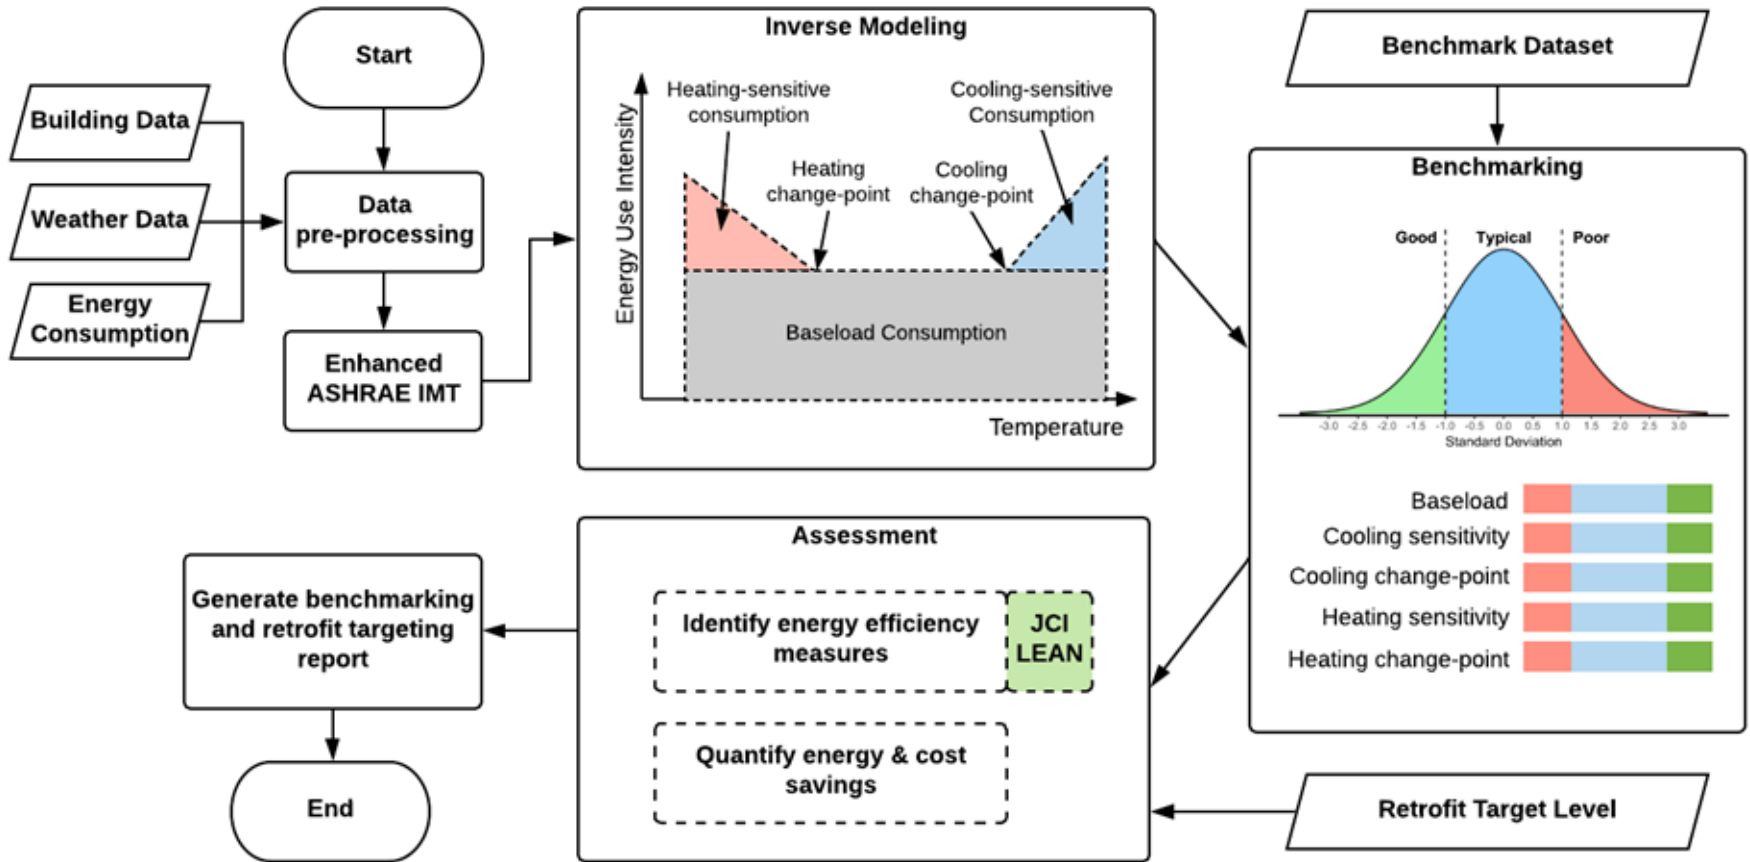 Start
Building Data
Weather Data
Energy
Consumption
Data
pre-processing
Enhanced
ASHRAE IMT
Inverse Modeling
Energy Use Intensity
Heating-sensitive
consumption
Heating
change-point
Cooling-sensitive
Consumption
Cooling
change-point
Baseload Consumption
Temperature
Benchmark Dataset
Benchmarking
Good Typical Poor
-3.0 -2.5 -2.0 -1.5 -1.0 -0.5 0.0 0.5 1.0 1.5 2.0 2.5 3.0
Standard Deviation
Baseload
Cooling sensitivity
Cooling change-point
Heating sensitivity
Heating change-point
Retrofit Target Level
Assessment
Identify energy efficiency
measures
JCI
LEAN
Quantify energy & cost
savings
Generate benchmarking
and retrofit targeting
report
End